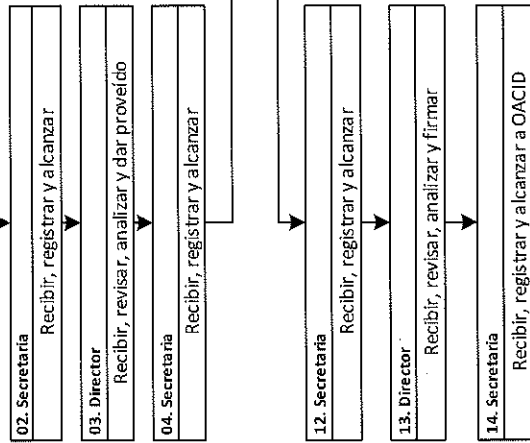 02. Secretaria
Recibir, registrar y alcanzar
03. Director
Recibir, revisar, analizar y dar proveído
04. Secretaria
Recibir, registrar y alcanzar
12. Secretaria
Recibir, registrar y alcanzar
13. Director
Recibir, revisar, analizar y firmar
14. Secretaria
Recibir, registrar y alcanzar a OACID